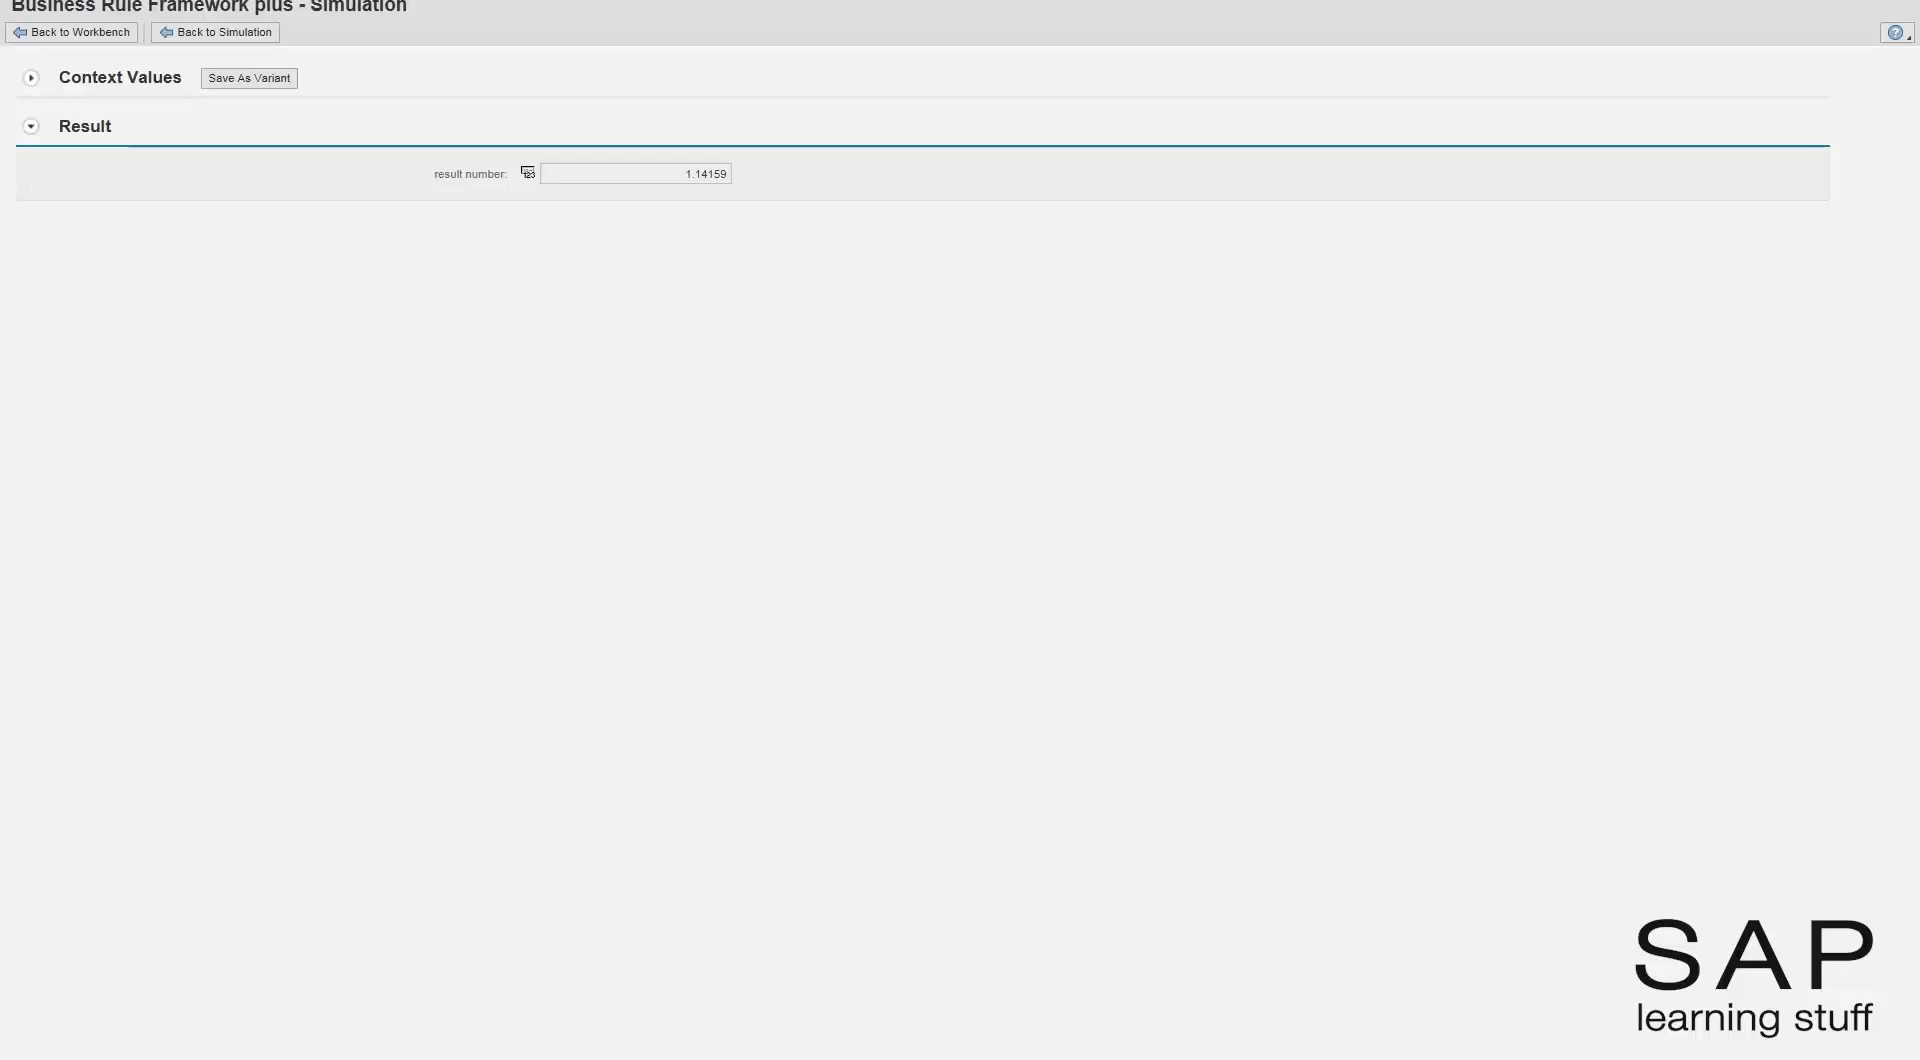 Business Rule Framework plus - Simulation
Back to Workbench
Back to Simulation
Context Values
Save As Variant
Result
result number:
1.14159
SAP
learning stuff